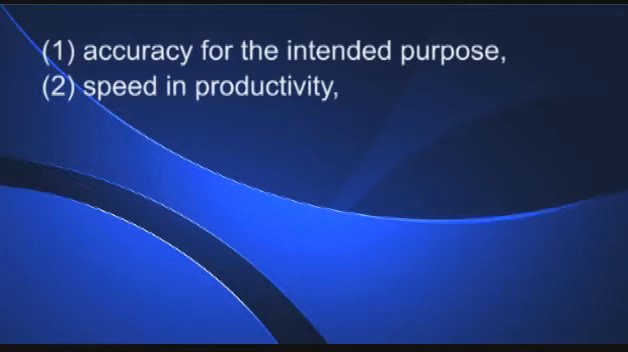 (1) accuracy for the intended purpose,
(2) speed in productivity,